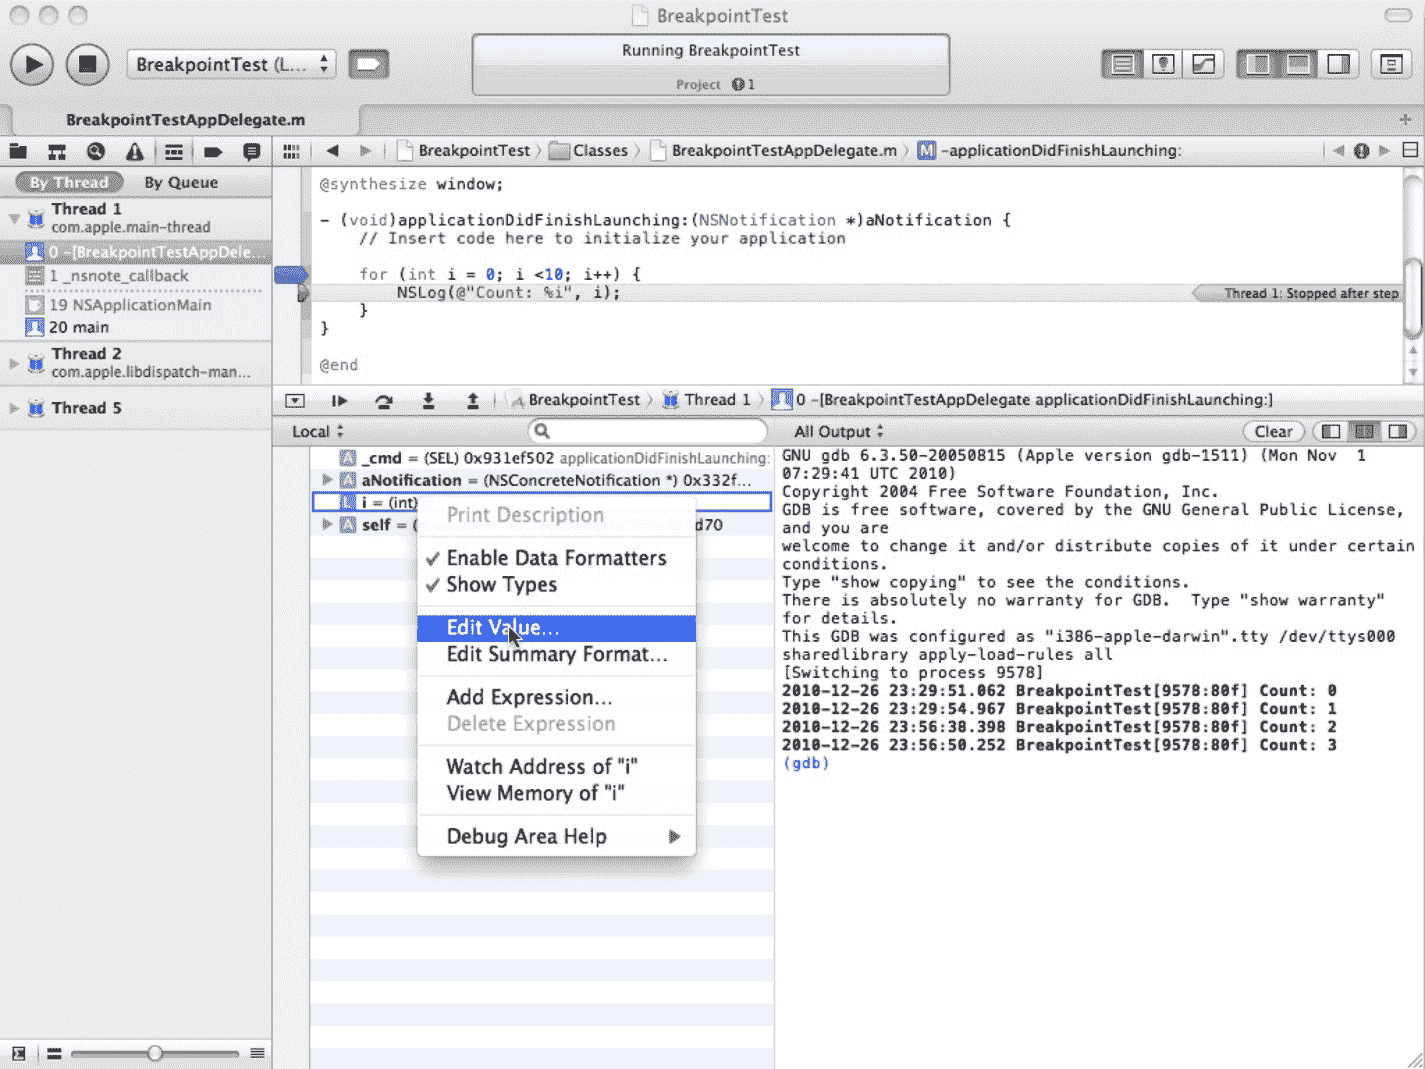 BreakpointTest
BreakpointTest (L...
Running BreakpointTest
Project 1
BreakpointTestAppDelegate.m
BreakpointTest Classes BreakpointTestAppDelegate.m M -applicationDidFinishLaunching:
By Thread By Queue
Thread 1
com.apple.main-thread
0 -[BreakpointTestAppDele...
1 _nsnote_callback
19 NSApplicationMain
20 main
Thread 2
com.apple.libdispatch-man...
Thread 5
@synthesize window;
- (void)applicationDidFinishLaunching:(NSNotification *)aNotification {
// Insert code here to initialize your application
for (int i = 0; i <10; i++) {
NSLog(@"Count: %i", i);
Thread 1: Stopped after step
}
}
@end
BreakpointTest Thread 1 0 -[BreakpointTestAppDelegate applicationDidFinishLaunching:]
Local
All Output
Clear
_cmd = (SEL) 0x931ef502 applicationDidFinishLaunching:
aNotification = (NSConcreteNotification *) 0x332f...
i = (int)
self = ( d70
Print Description
Enable Data Formatters
Show Types
Edit Value...
Edit Summary Format...
Add Expression...
Delete Expression
Watch Address of "i"
View Memory of "i"
Debug Area Help
GNU gdb 6.3.50-20050815 (Apple version gdb-1511) (Mon Nov 1
07:29:41 UTC 2010)
Copyright 2004 Free Software Foundation, Inc.
GDB is free software, covered by the GNU General Public License,
and you are
welcome to change it and/or distribute copies of it under certain
conditions.
Type "show copying" to see the conditions.
There is absolutely no warranty for GDB. Type "show warranty"
for details.
This GDB was configured as "i386-apple-darwin".tty /dev/ttys000
sharedlibrary apply-load-rules all
[Switching to process 9578]
2010-12-26 23:29:51.062 BreakpointTest[9578:80f] Count: 0
2010-12-26 23:29:54.967 BreakpointTest[9578:80f] Count: 1
2010-12-26 23:56:38.398 BreakpointTest[9578:80f] Count: 2
2010-12-26 23:56:50.252 BreakpointTest[9578:80f] Count: 3
(gdb)